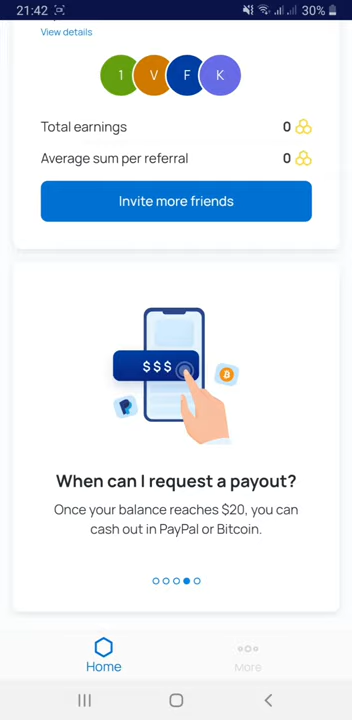 21:42
30%
View details
1 V F K
Total earnings 0
Average sum per referral 0
Invite more friends
$$$
When can I request a payout?
Once your balance reaches $20, you can
cash out in PayPal or Bitcoin.
Home
More